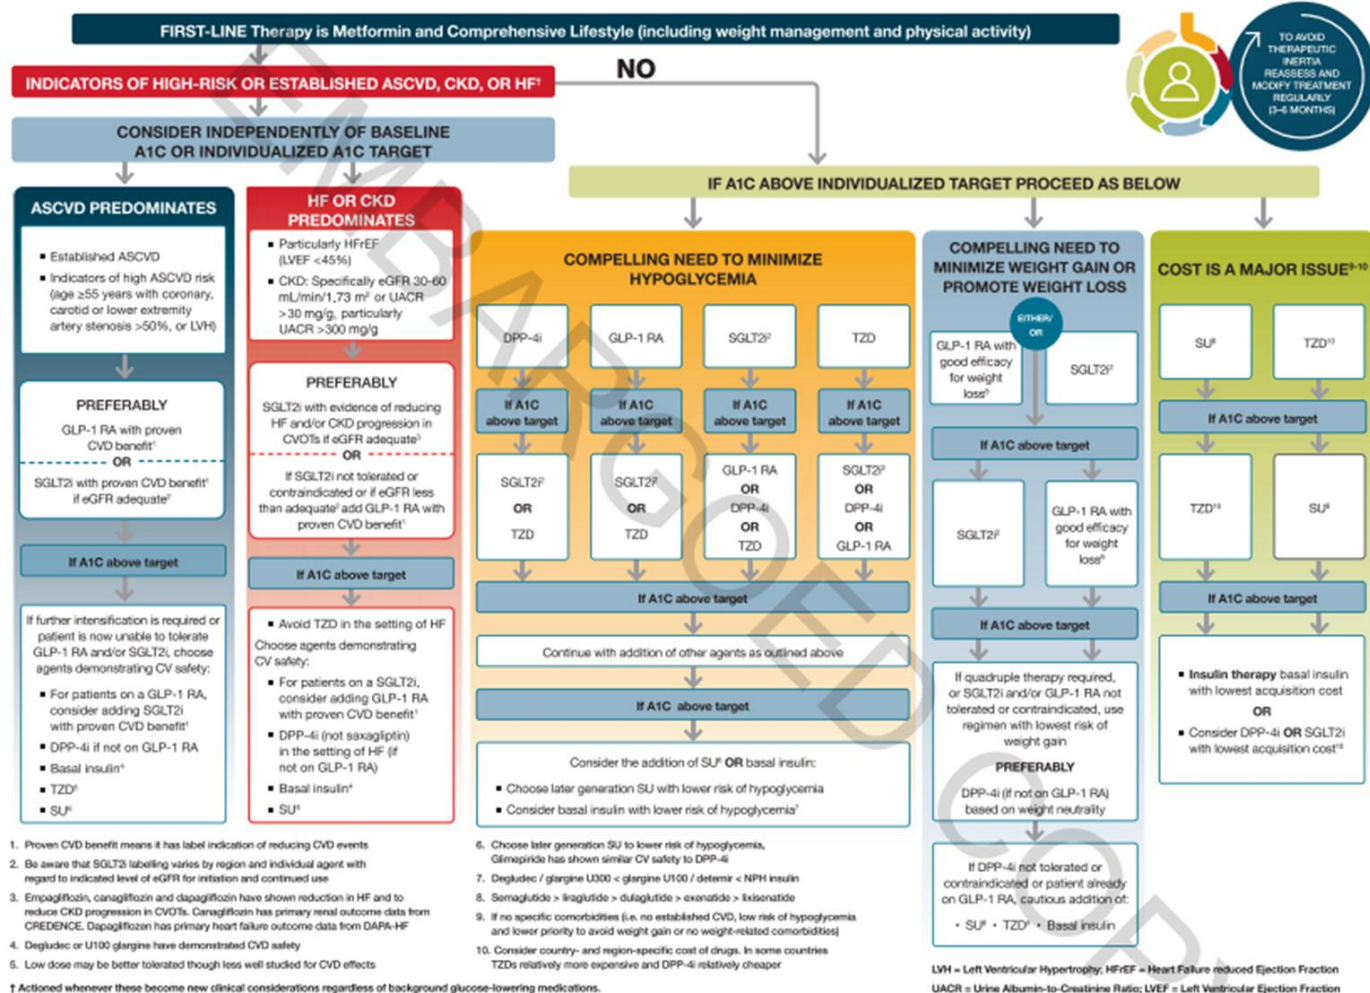 FIRST-LINE Therapy is Metformin and Comprehensive Lifestyle (including weight management and physical activity)
TO AVOID
THERAPEUTIC
INERTIA
REASSESS AND
MODIFY TREATMENT
REGULARLY
(3–6 MONTHS)
INDICATORS OF HIGH-RISK OR ESTABLISHED ASCVD, CKD, OR HF†
NO
CONSIDER INDEPENDENTLY OF BASELINE
A1C OR INDIVIDUALIZED A1C TARGET
IF A1C ABOVE INDIVIDUALIZED TARGET PROCEED AS BELOW
ASCVD PREDOMINATES
▪ Established ASCVD
▪ Indicators of high ASCVD risk
(age ≥55 years with coronary,
carotid or lower extremity
artery stenosis >50%, or LVH)
PREFERABLY
GLP-1 RA with proven
CVD benefit¹
OR
SGLT2i with proven CVD benefit¹
if eGFR adequate²
If A1C above target
If further intensification is required or
patient is now unable to tolerate
GLP-1 RA and/or SGLT2i, choose
agents demonstrating CV safety:
▪ For patients on a GLP-1 RA,
consider adding SGLT2i
with proven CVD benefit¹
▪ DPP-4i if not on GLP-1 RA
▪ Basal insulin⁴
▪ TZD⁵
▪ SU⁶
HF OR CKD
PREDOMINATES
▪ Particularly HFrEF
(LVEF <45%)
▪ CKD: Specifically eGFR 30-60
mL/min/1.73 m² or UACR
>30 mg/g, particularly
UACR >300 mg/g
PREFERABLY
SGLT2i with evidence of reducing
HF and/or CKD progression in
CVOTs if eGFR adequate³
OR
If SGLT2i not tolerated or
contraindicated or if eGFR less
than adequate² add GLP-1 RA with
proven CVD benefit¹
If A1C above target
▪ Avoid TZD in the setting of HF
Choose agents demonstrating
CV safety:
▪ For patients on a SGLT2i,
consider adding GLP-1 RA
with proven CVD benefit¹
▪ DPP-4i (not saxagliptin)
in the setting of HF (if
not on GLP-1 RA)
▪ Basal insulin⁴
▪ SU⁶
COMPELLING NEED TO MINIMIZE
HYPOGLYCEMIA
DPP-4i
GLP-1 RA
SGLT2i²
TZD
If A1C
above target
If A1C
above target
If A1C
above target
If A1C
above target
SGLT2i²
OR
TZD
SGLT2i²
OR
TZD
GLP-1 RA
OR
DPP-4i
OR
TZD
SGLT2i²
OR
DPP-4i
OR
GLP-1 RA
If A1C above target
Continue with addition of other agents as outlined above
If A1C above target
Consider the addition of SU⁶ OR basal insulin:
▪ Choose later generation SU with lower risk of hypoglycemia
▪ Consider basal insulin with lower risk of hypoglycemia⁷
COMPELLING NEED TO
MINIMIZE WEIGHT GAIN OR
PROMOTE WEIGHT LOSS
EITHER/
OR
GLP-1 RA with
good efficacy
for weight
loss⁸
SGLT2i²
If A1C above target
SGLT2i²
GLP-1 RA with
good efficacy
for weight
loss⁸
If A1C above target
If quadruple therapy required,
or SGLT2i and/or GLP-1 RA not
tolerated or contraindicated, use
regimen with lowest risk of
weight gain
PREFERABLY
DPP-4i (if not on GLP-1 RA)
based on weight neutrality
If DPP-4i not tolerated or
contraindicated or patient already
on GLP-1 RA, cautious addition of:
• SU⁶ • TZD⁵ • Basal insulin
COST IS A MAJOR ISSUE⁹⁻¹⁰
SU⁶
TZD¹⁰
If A1C above target
TZD¹⁰
SU⁶
If A1C above target
▪ Insulin therapy basal insulin
with lowest acquisition cost
OR
▪ Consider DPP-4i OR SGLT2i
with lowest acquisition cost¹⁰
1. Proven CVD benefit means it has label indication of reducing CVD events
2. Be aware that SGLT2i labelling varies by region and individual agent with
regard to indicated level of eGFR for initiation and continued use
3. Empagliflozin, canagliflozin and dapagliflozin have shown reduction in HF and to
reduce CKD progression in CVOTs. Canagliflozin has primary renal outcome data from
CREDENCE. Dapagliflozin has primary heart failure outcome data from DAPA-HF
4. Degludec or U100 glargine have demonstrated CVD safety
5. Low dose may be better tolerated though less well studied for CVD effects
6. Choose later generation SU to lower risk of hypoglycemia,
Glimepiride has shown similar CV safety to DPP-4i
7. Degludec / glargine U300 < glargine U100 / detemir < NPH insulin
8. Semaglutide > liraglutide > dulaglutide > exenatide > lixisenatide
9. If no specific comorbidities (i.e. no established CVD, low risk of hypoglycemia
and lower priority to avoid weight gain or no weight-related comorbidities)
10. Consider country- and region-specific cost of drugs. In some countries
TZDs relatively more expensive and DPP-4i relatively cheaper
† Actioned whenever these become new clinical considerations regardless of background glucose-lowering medications.
LVH = Left Ventricular Hypertrophy; HFrEF = Heart Failure reduced Ejection Fraction
UACR = Urine Albumin-to-Creatinine Ratio; LVEF = Left Ventricular Ejection Fraction
EMBARGOED COPY